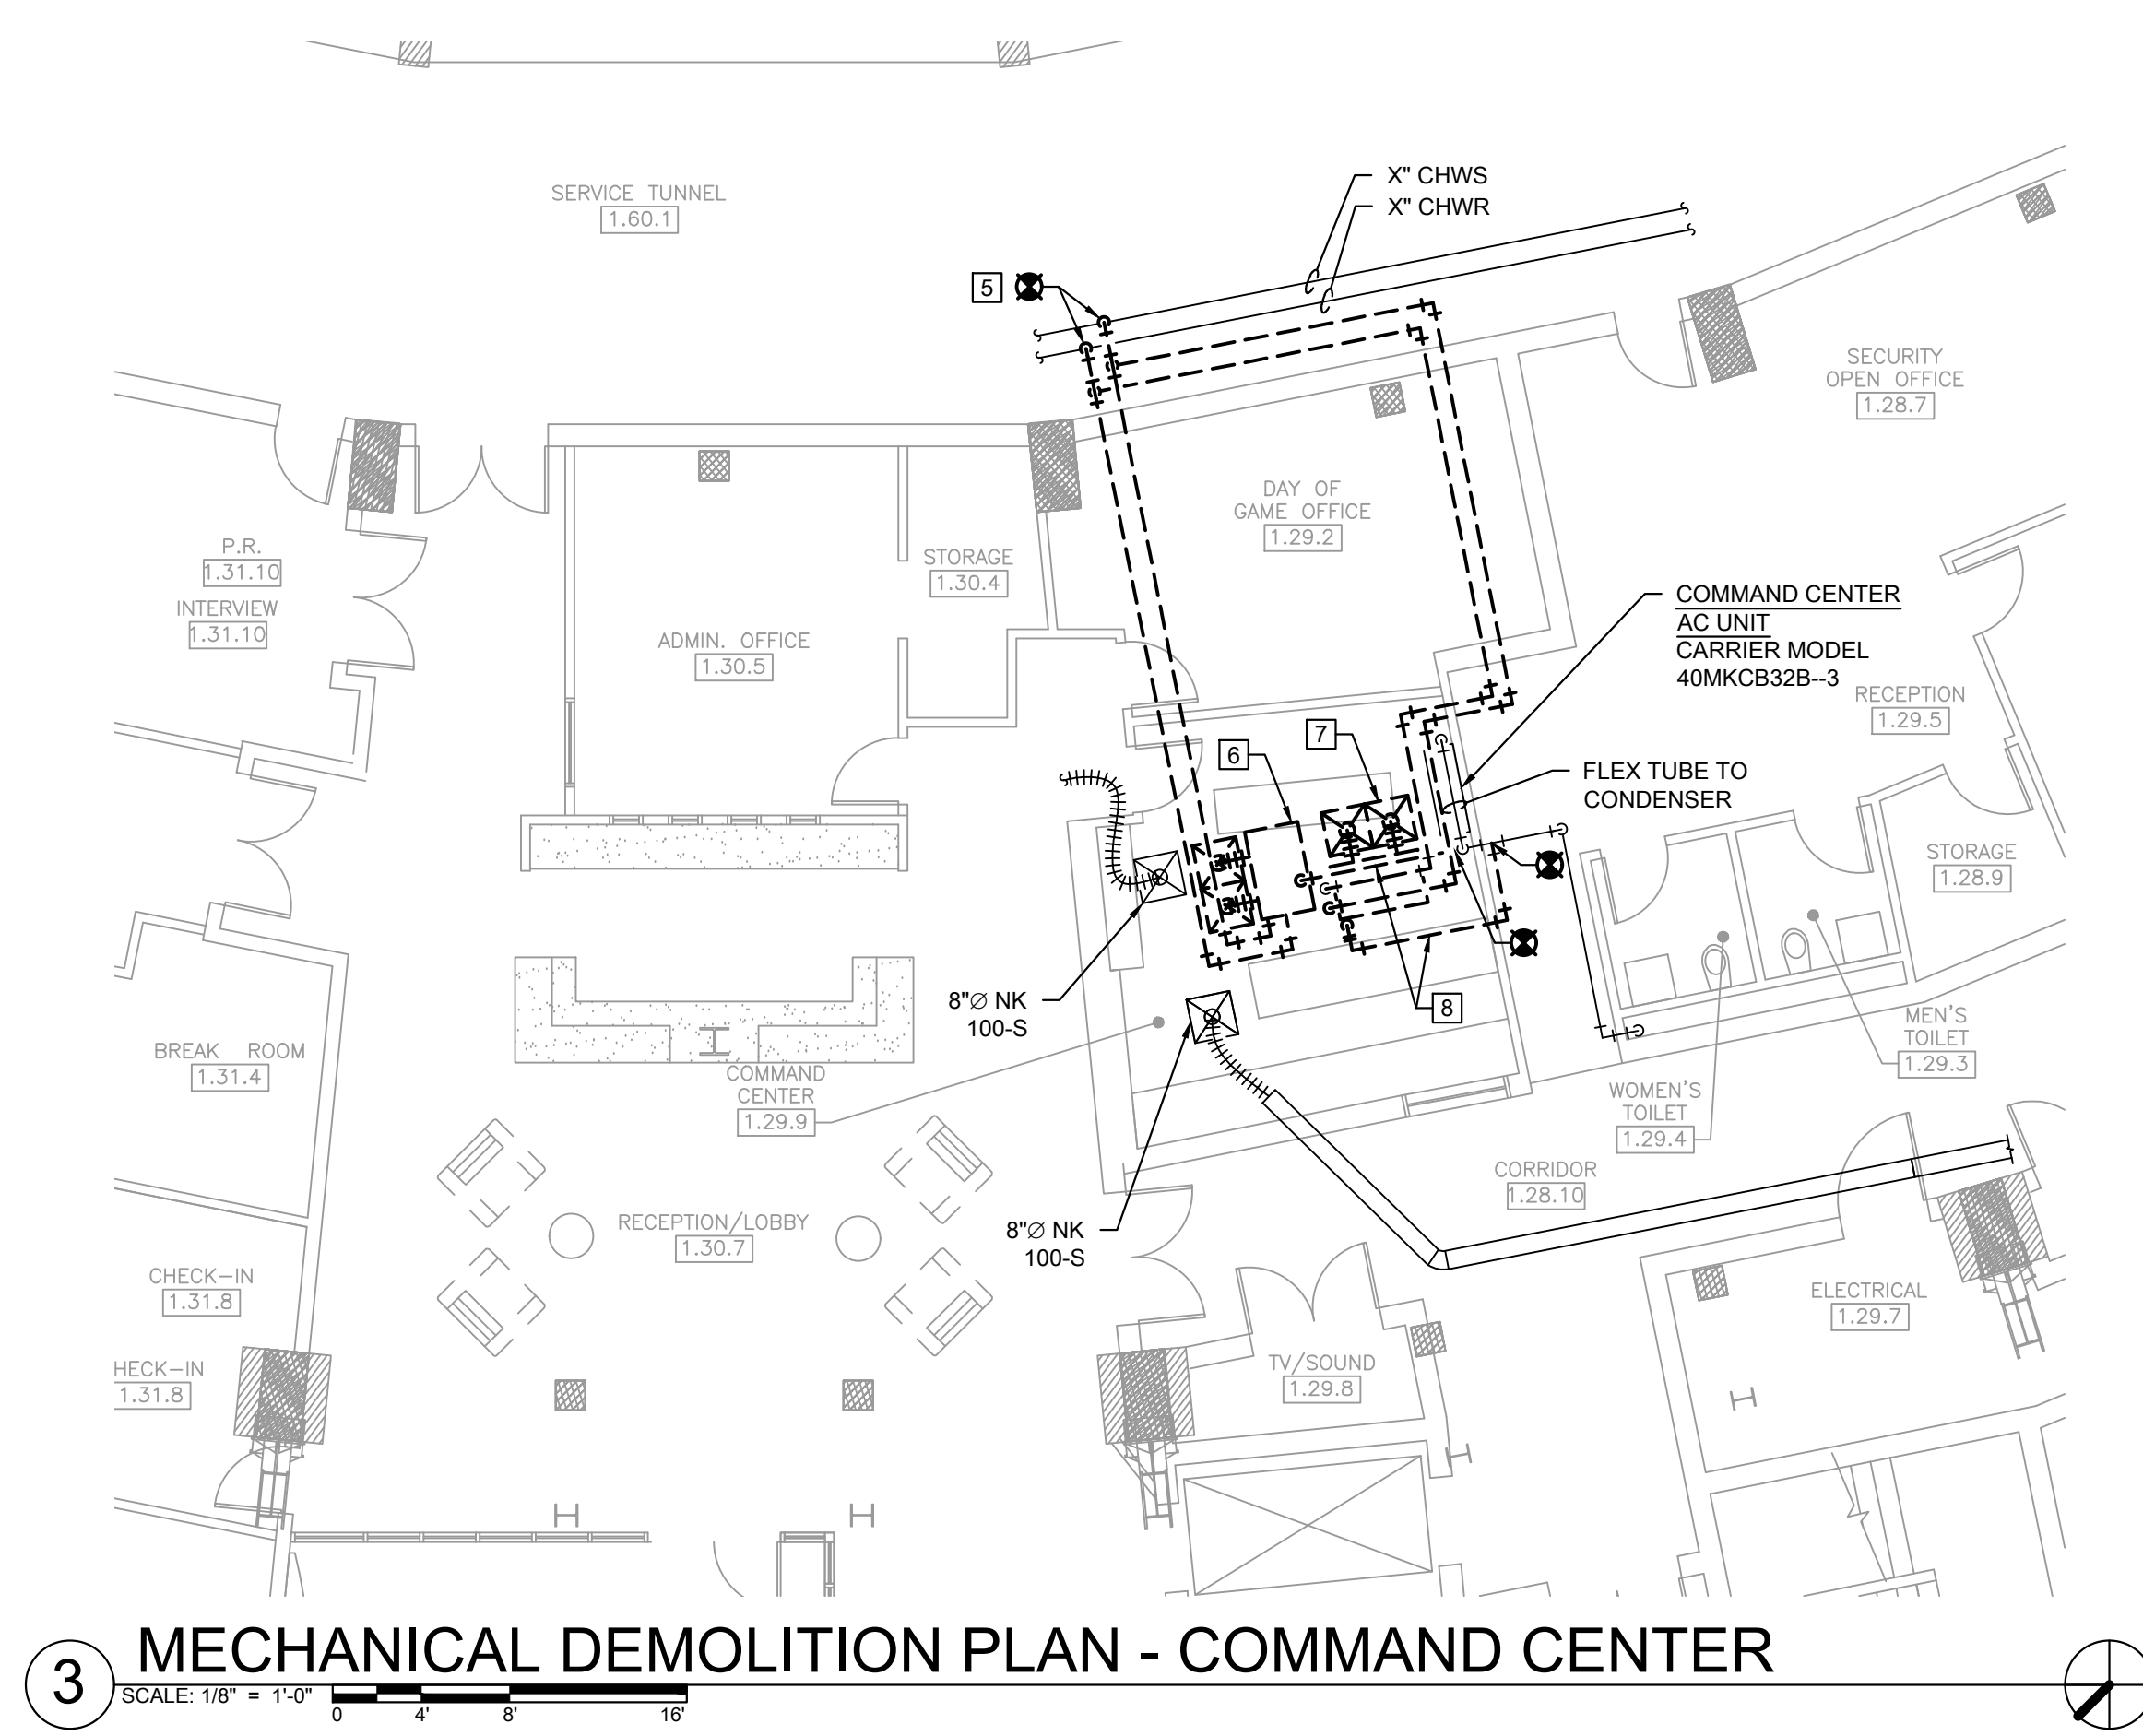 X" CHWS
X" CHWR
SERVICE TUNNEL
1.60.1
5
SECURITY
OPEN OFFICE
1.28.7
DAY OF
GAME OFFICE
1.29.2
P.R.
1.31.10
INTERVIEW
1.31.10
STORAGE
1.30.4
ADMIN. OFFICE
1.30.5
COMMAND CENTER
AC UNIT
CARRIER MODEL
40MKCB32B--3
RECEPTION
1.29.5
6
7
FLEX TUBE TO
CONDENSER
STORAGE
1.28.9
8"∅ NK
100-S
8
MEN'S
TOILET
1.29.3
BREAK ROOM
1.31.4
COMMAND
CENTER
1.29.9
WOMEN'S
TOILET
1.29.4
CORRIDOR
1.28.10
8"∅ NK
100-S
RECEPTION/LOBBY
1.30.7
CHECK-IN
1.31.8
ELECTRICAL
1.29.7
HECK-IN
1.31.8
TV/SOUND
1.29.8
3
MECHANICAL DEMOLITION PLAN - COMMAND CENTER
SCALE: 1/8" = 1'-0"
0 4' 8' 16'